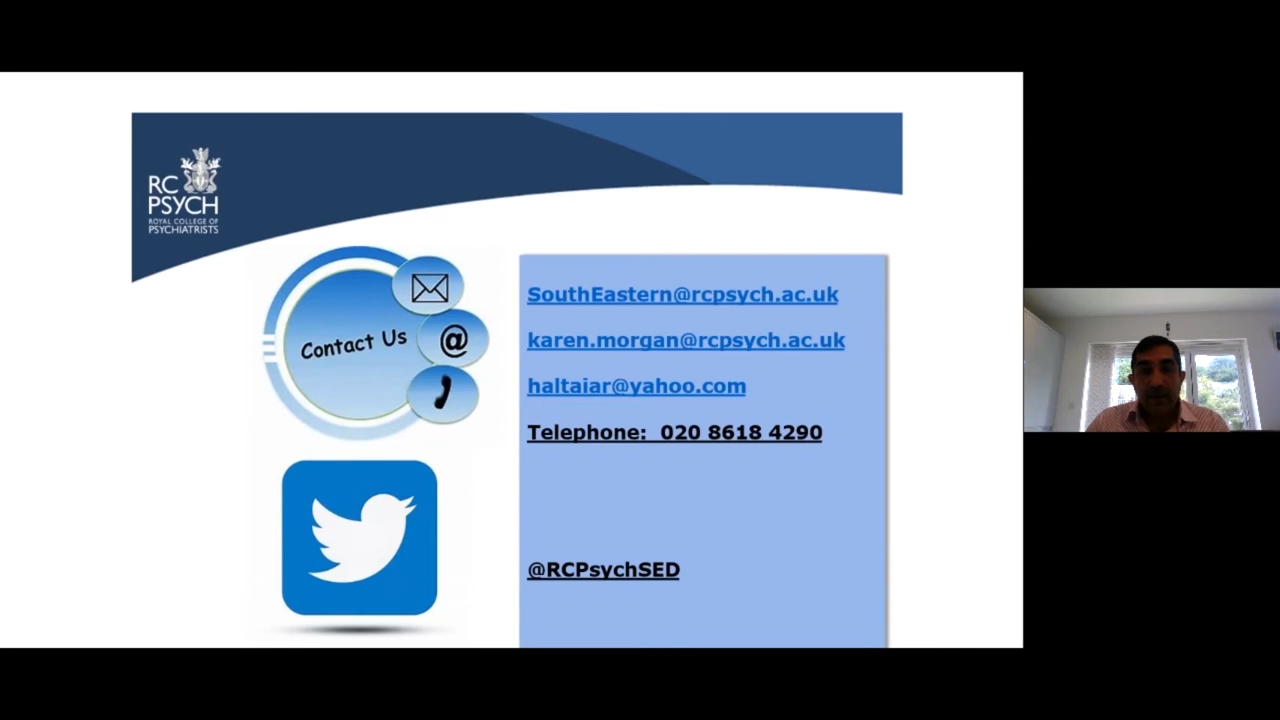 RC
PSYCH
ROYAL COLLEGE OF
PSYCHIATRISTS
Contact Us
@
SouthEastern@rcpsych.ac.uk
karen.morgan@rcpsych.ac.uk
haltaiar@yahoo.com
Telephone: 020 8618 4290
@RCPsychSED